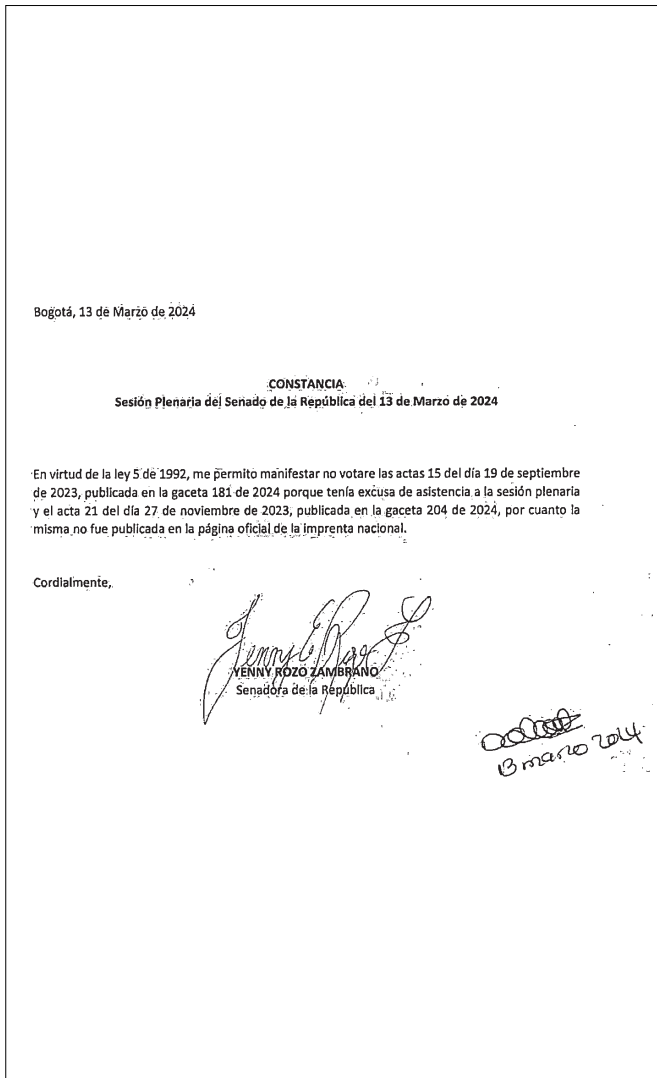 Bogotá, 13 de Marzo de 2024
CONSTANCIA
Sesión Plenaria del Senado de la República del 13 de Marzo de 2024
En virtud de la ley 5 de 1992, me permito manifestar no votare las actas 15 del día 19 de septiembre
de 2023, publicada en la gaceta 181 de 2024 porque tenía excusa de asistencia a la sesión plenaria
y el acta 21 del día 27 de noviembre de 2023, publicada en la gaceta 204 de 2024, por cuanto la
misma no fue publicada en la página oficial de la imprenta nacional.
Cordialmente,
YENNY ROZO ZAMBRANO
Senadora de la República
13 marzo 2024